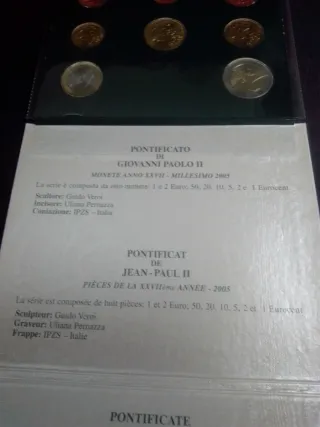 PONTIFICATO
DI
GIOVANNI PAOLO II
MONETE ANNO XXVII - MILLESIMO 2005
La serie è composta da otto monete: 1 e 2 Euro; 50, 20, 10, 5, 2 e 1 Eurocent
Scultore: Guido Veroi
Incisore: Uliana Pernazza
Coniazione: IPZS - Italia
PONTIFICAT
DE
JEAN-PAUL II
PIÈCES DE LA XXVIIème ANNÉE - 2005
La série est composée de huit pièces: 1 et 2 Euro; 50, 20, 10, 5, 2 et 1 Eurocent
Sculpteur: Guido Veroi
Graveur: Uliana Pernazza
Frappe: IPZS - Italie
PONTIFICATE